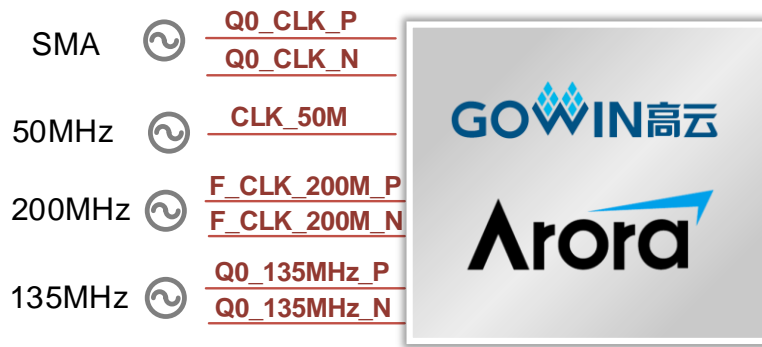 SMA
Q0_CLK_P
Q0_CLK_N
50MHz
CLK_50M
200MHz
F_CLK_200M_P
F_CLK_200M_N
135MHz
Q0_135MHz_P
Q0_135MHz_N
GOWIN高云
Arora